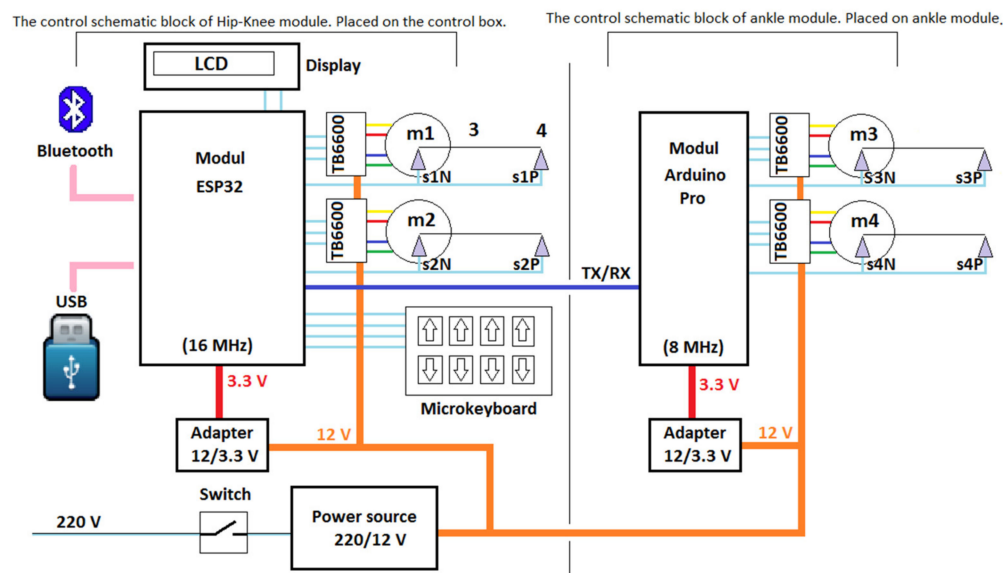 The control schematic block of Hip-Knee module. Placed on the control box.
The control schematic block of ankle module. Placed on ankle module.
LCD
Display
Bluetooth
Modul
ESP32
(16 MHz)
TB6600
m1
3
4
s1N
s1P
TB6600
m2
s2N
s2P
TX/RX
USB
Microkeyboard
3.3 V
Adapter
12/3.3 V
12 V
Switch
220 V
Power source
220/12 V
Modul
Arduino
Pro
(8 MHz)
TB6600
m3
S3N
s3P
TB6600
m4
s4N
s4P
3.3 V
Adapter
12/3.3 V
12 V